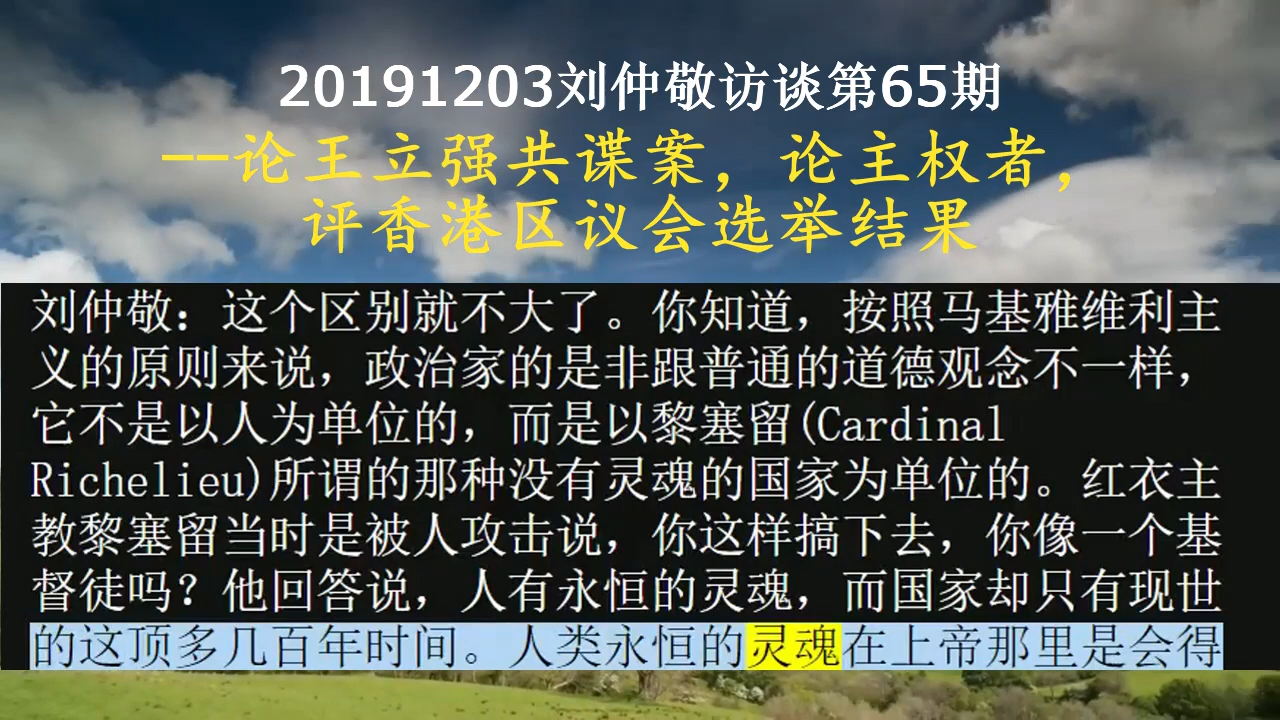 20191203刘仲敬访谈第65期
--论王立强共谍案，论主权者，
评香港区议会选举结果
刘仲敬：这个区别就不大了。你知道，按照马基雅维利主
义的原则来说，政治家的是非跟普通的道德观念不一样，
它不是以人为单位的，而是以黎塞留(Cardinal
Richelieu)所谓的那种没有灵魂的国家为单位的。红衣主
教黎塞留当时是被人攻击说，你这样搞下去，你像一个基
督徒吗？他回答说，人有永恒的灵魂，而国家却只有现世
的这顶多几百年时间。人类永恒的灵魂在上帝那里是会得